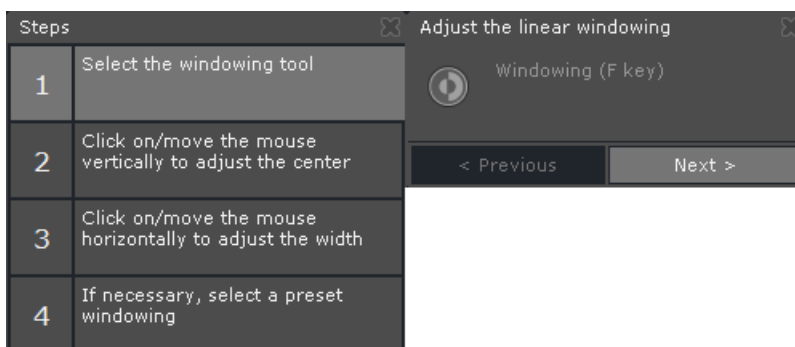 Steps
1
Select the windowing tool
2
Click on/move the mouse
vertically to adjust the center
3
Click on/move the mouse
horizontally to adjust the width
4
If necessary, select a preset
windowing
Adjust the linear windowing
Windowing (F key)
< Previous
Next >